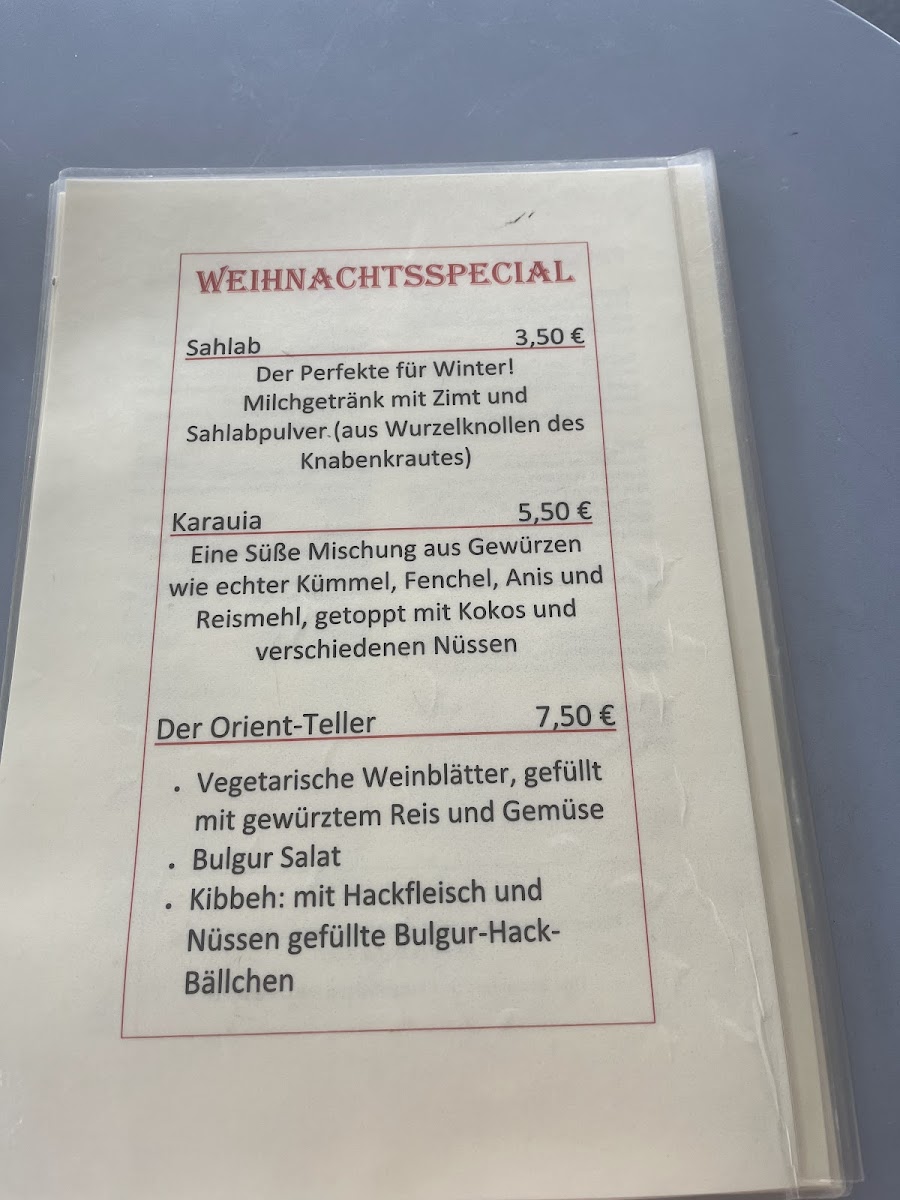 WEIHNACHTSSPECIAL
Sahlab 3,50 €
Der Perfekte für Winter!
Milchgetränk mit Zimt und
Sahlabpulver (aus Wurzelknollen des
Knabenkrautes)
Karauia 5,50 €
Eine Süße Mischung aus Gewürzen
wie echter Kümmel, Fenchel, Anis und
Reismehl, getoppt mit Kokos und
verschiedenen Nüssen
Der Orient-Teller 7,50 €
• Vegetarische Weinblätter, gefüllt
mit gewürztem Reis und Gemüse
• Bulgur Salat
• Kibbeh: mit Hackfleisch und
Nüssen gefüllte Bulgur-Hack-
Bällchen